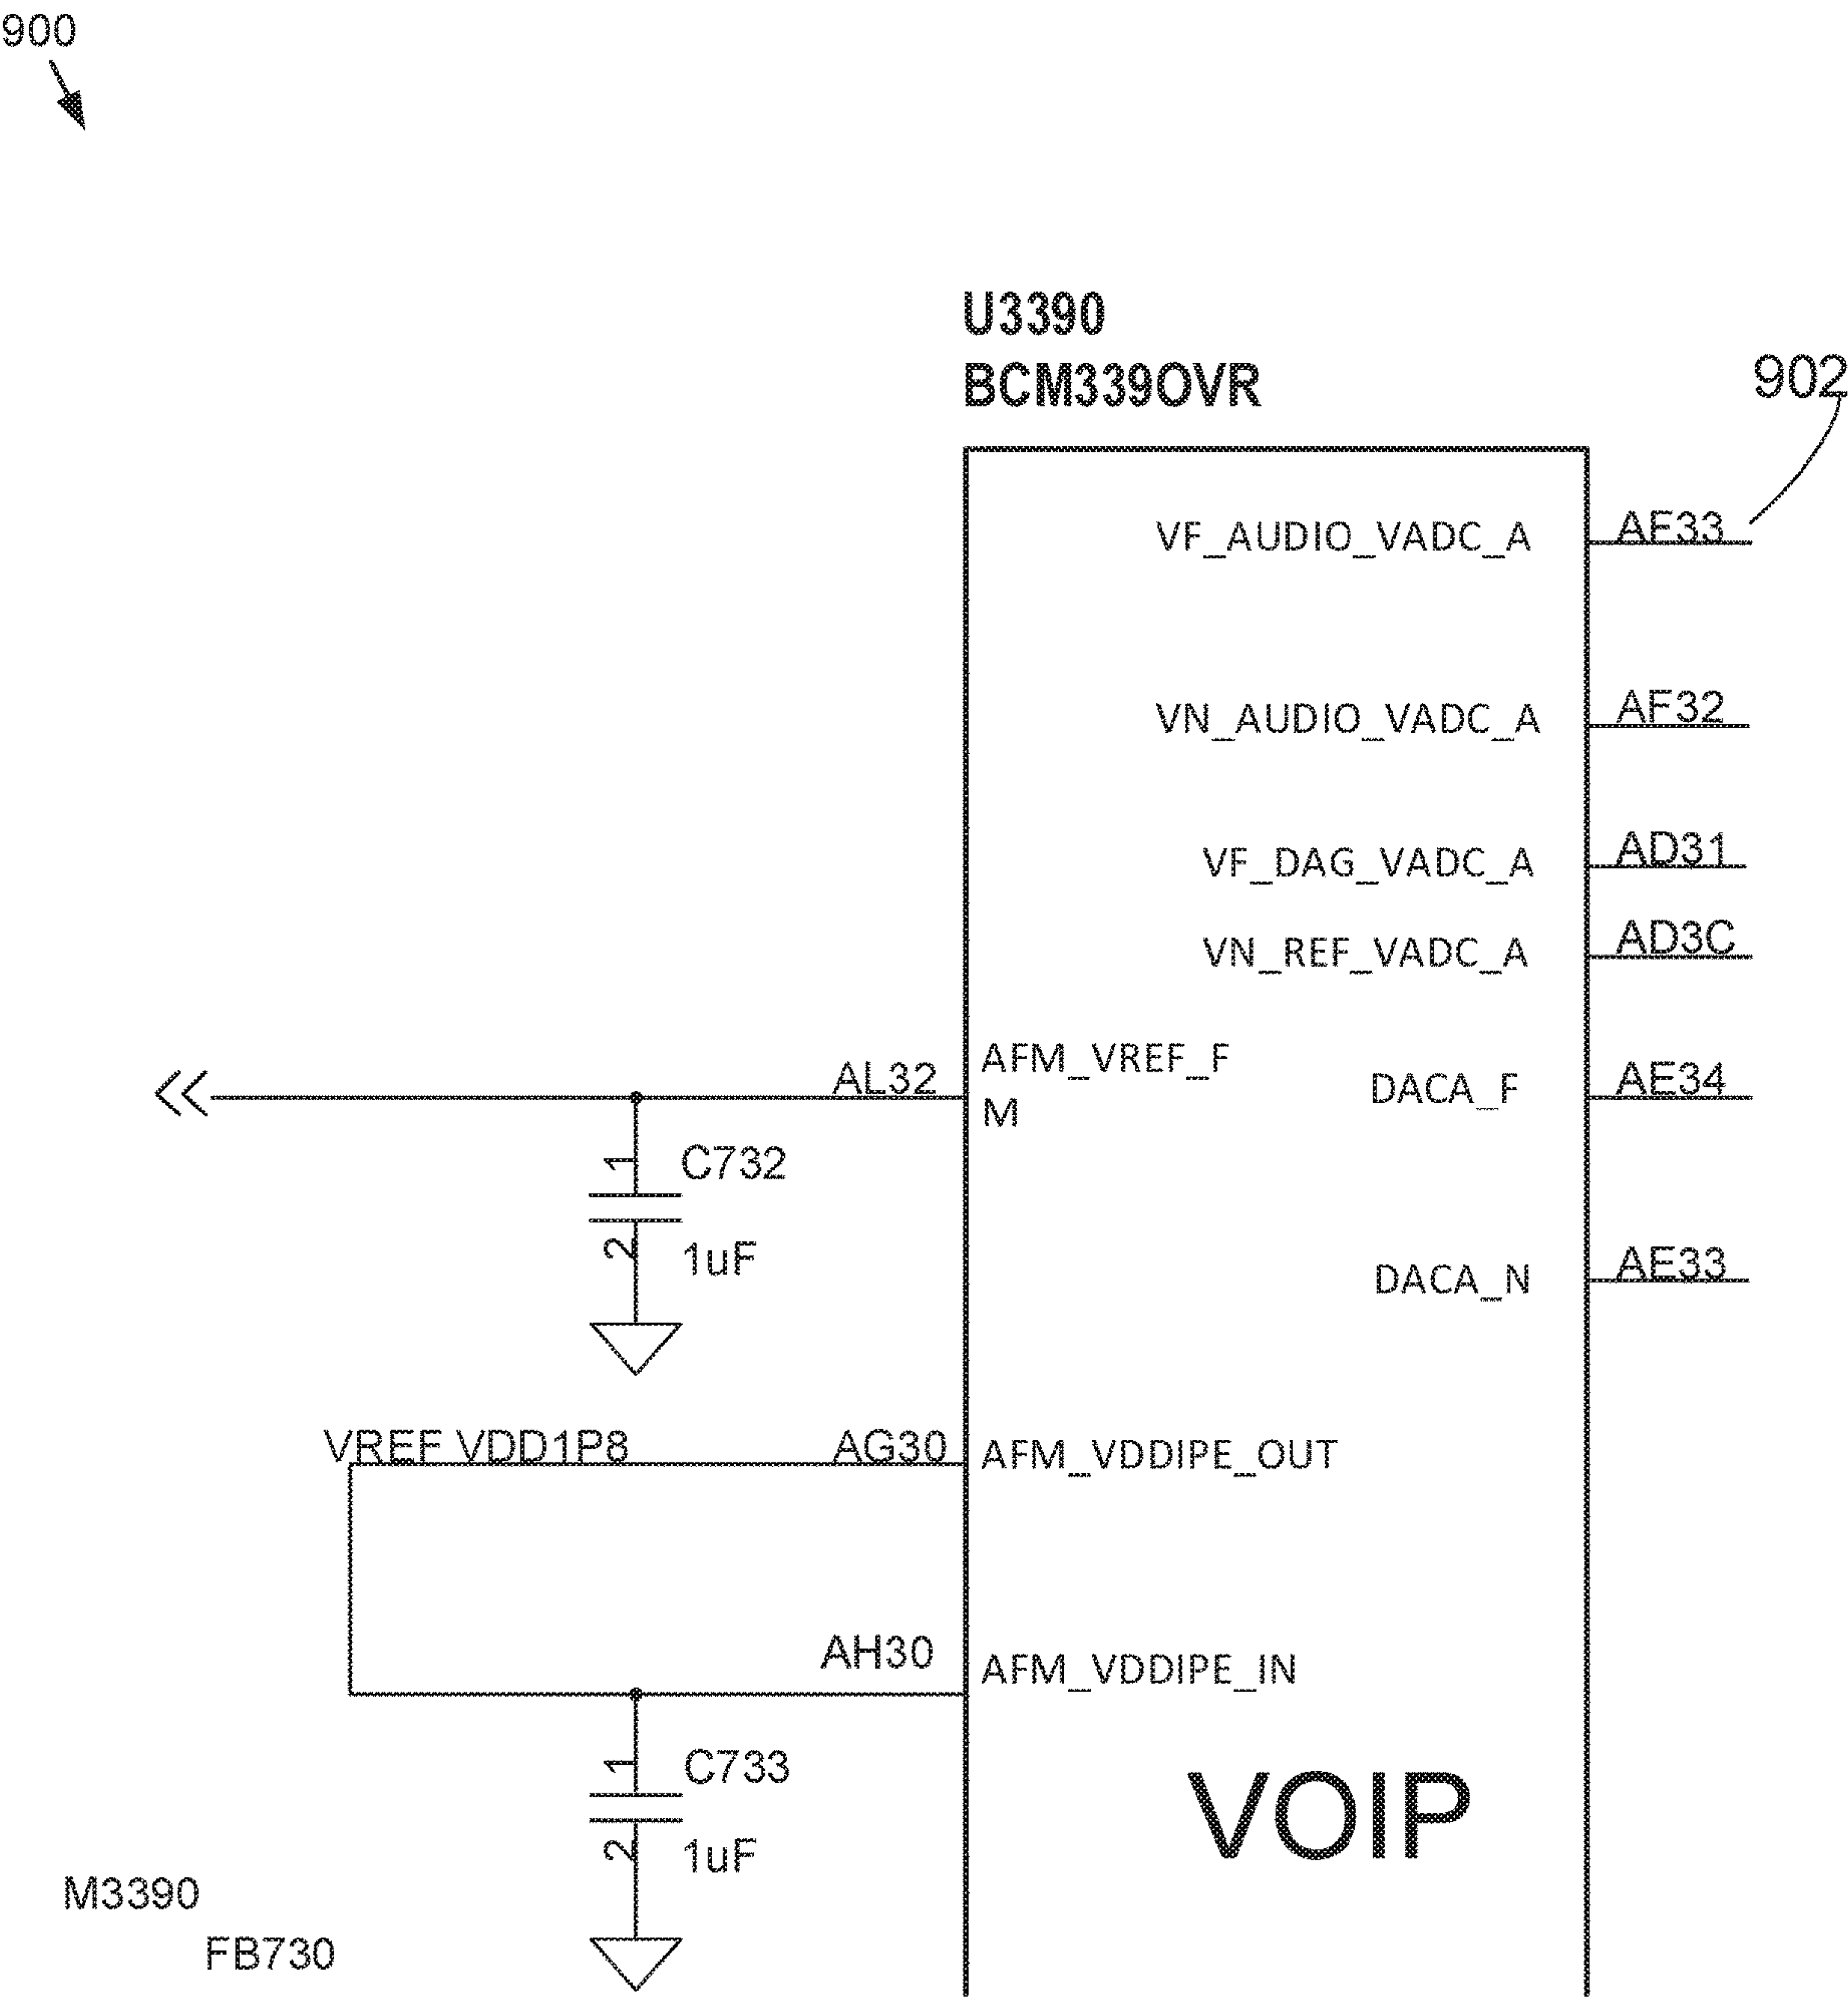 900
U3390
BCM339OVR
902
VF_AUDIO_VADC_A
AF33
VN_AUDIO_VADC_A
AF32
VF_DAG_VADC_A
AD31
VN_REF_VADC_A
AD3C
AL32
AFM_VREF_F
M
DACA_F
AE34
1
C732
2
1uF
DACA_N
AE33
VREF VDD1P8
AG30
AFM_VDDIPE_OUT
AH30
AFM_VDDIPE_IN
1
C733
2
1uF
VOIP
M3390
FB730